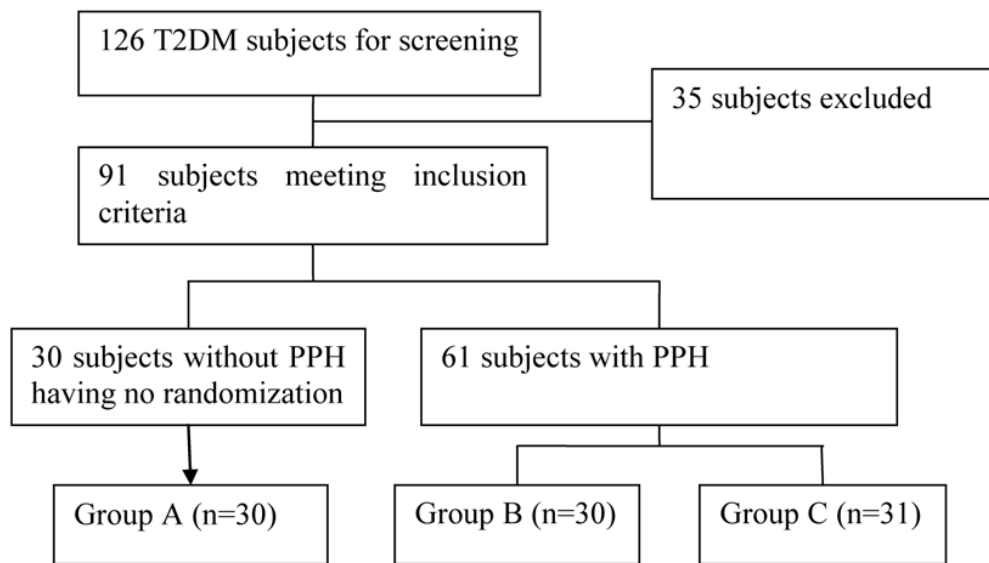 126 T2DM subjects for screening
35 subjects excluded
91 subjects meeting inclusion
criteria
30 subjects without PPH
having no randomization
61 subjects with PPH
Group A (n=30)
Group B (n=30)
Group C (n=31)